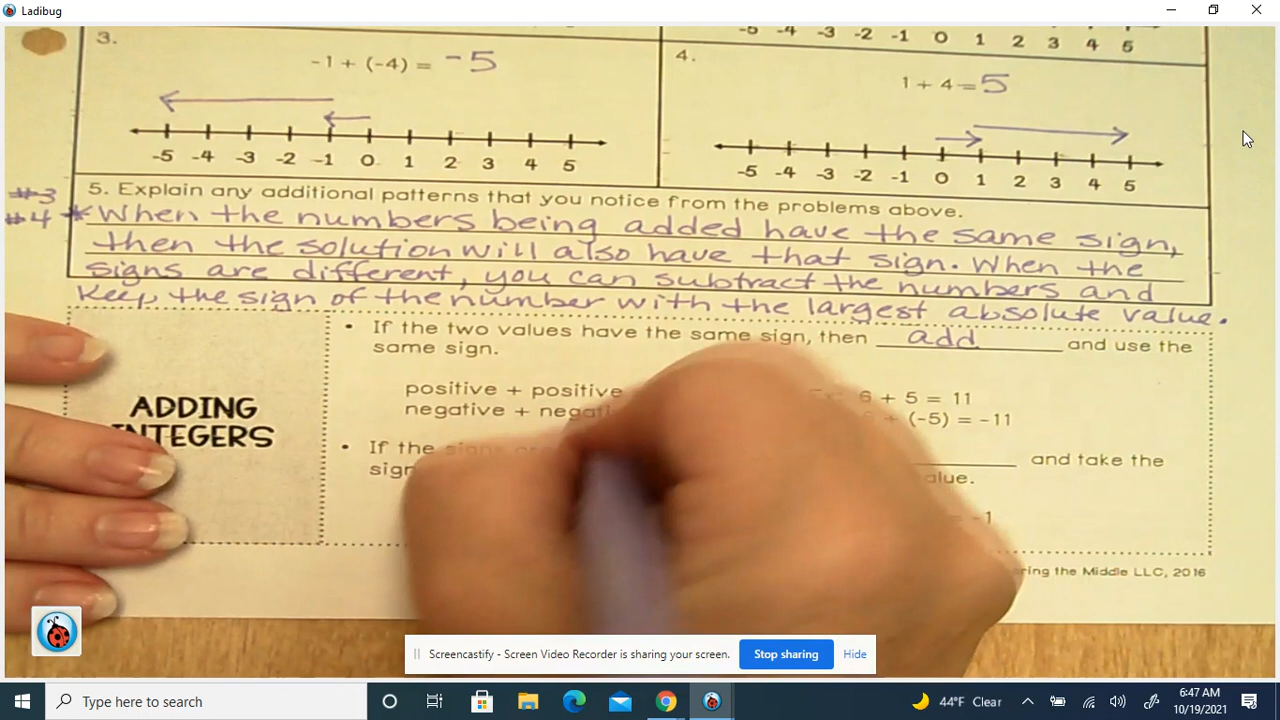 Ladibug
-5 -4 -3 -2 -1 0 1 2 3 4 5
3.
-1 + (-4) = -5
-5 -4 -3 -2 -1 0 1 2 3 4 5
4.
1 + 4 = 5
-5 -4 -3 -2 -1 0 1 2 3 4 5
#3
#4
5. Explain any additional patterns that you notice from the problems above.
* When the numbers being added have the same sign,
then the solution will also have that sign. When the
signs are different, you can subtract the numbers and
keep the sign of the number with the largest absolute value.
ADDING
INTEGERS
• If the two values have the same sign, then add and use the
same sign.
positive + positive
6 + 5 = 11
negative +
+ (-5) = -11
• If the
and take the
= -1
the Middle LLC, 2016
Screencastify - Screen Video Recorder is sharing your screen.
Stop sharing
Hide
Type here to search
44°F Clear
6:47 AM
10/19/2021